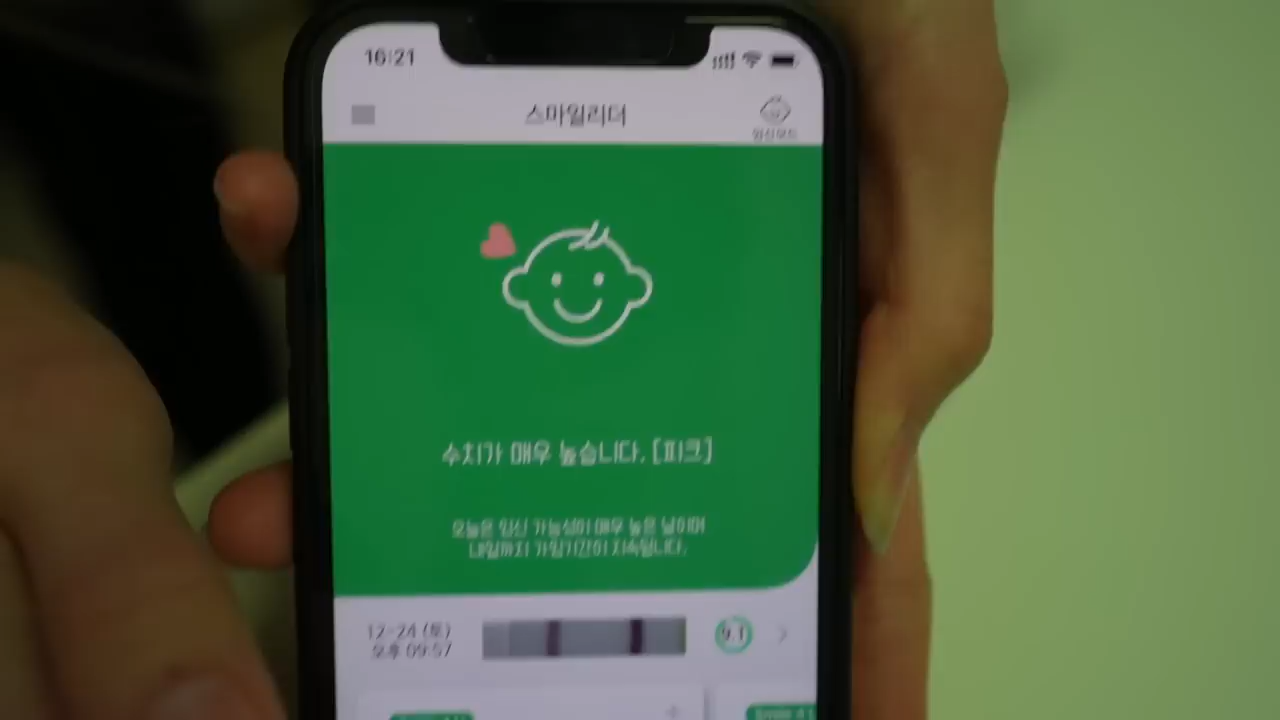 16:21
스마일리더
임신모드
수치가 매우 높습니다. [피크]
오늘은 임신 가능성이 매우 높은 날이며
내일까지 가임기간이 지속됩니다.
12-24 (토)
오후 09:57
9.1